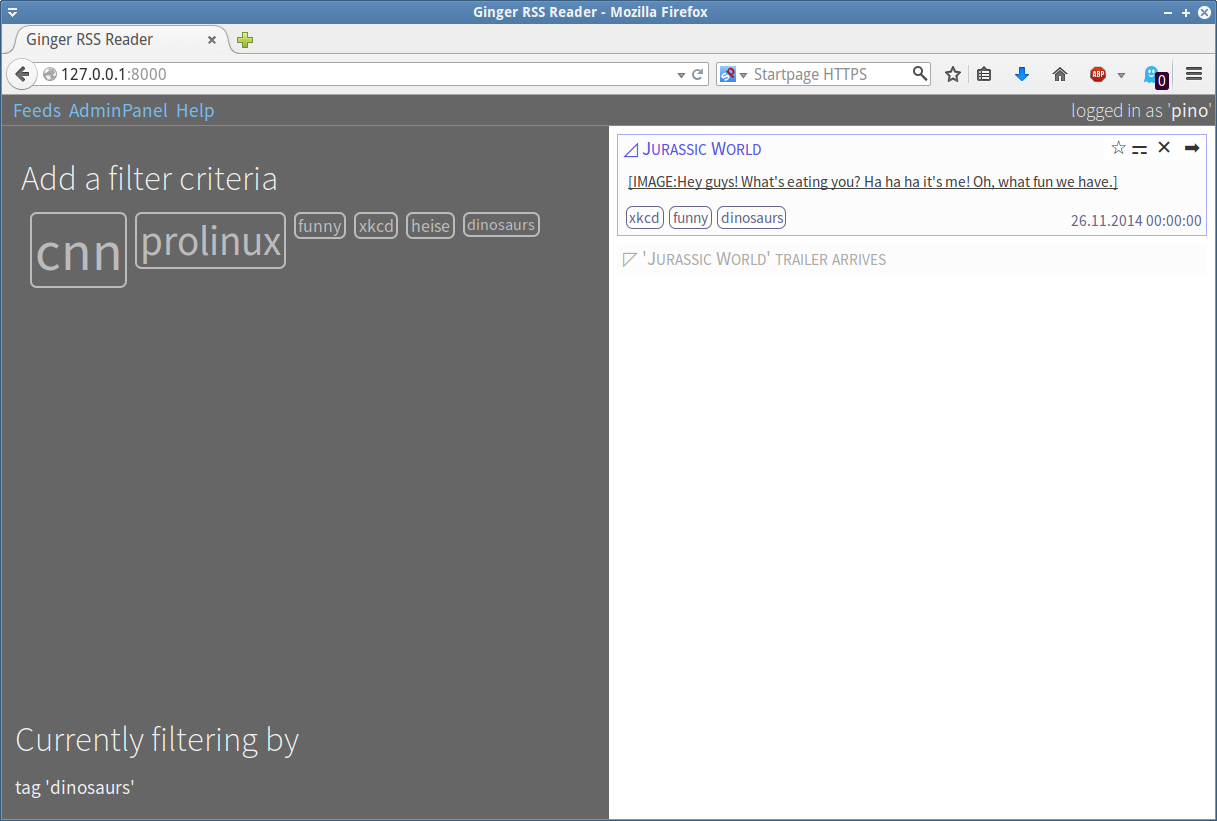 Ginger RSS Reader - Mozilla Firefox
Ginger RSS Reader
127.0.0.1:8000
Startpage HTTPS
ABP
0
Feeds AdminPanel Help
logged in as 'pino'
Add a filter criteria
cnn prolinux funny xkcd heise dinosaurs
Currently filtering by
tag 'dinosaurs'
Jurassic World
[IMAGE:Hey guys! What's eating you? Ha ha ha it's me! Oh, what fun we have.]
xkcd funny dinosaurs
26.11.2014 00:00:00
'Jurassic World' trailer arrives